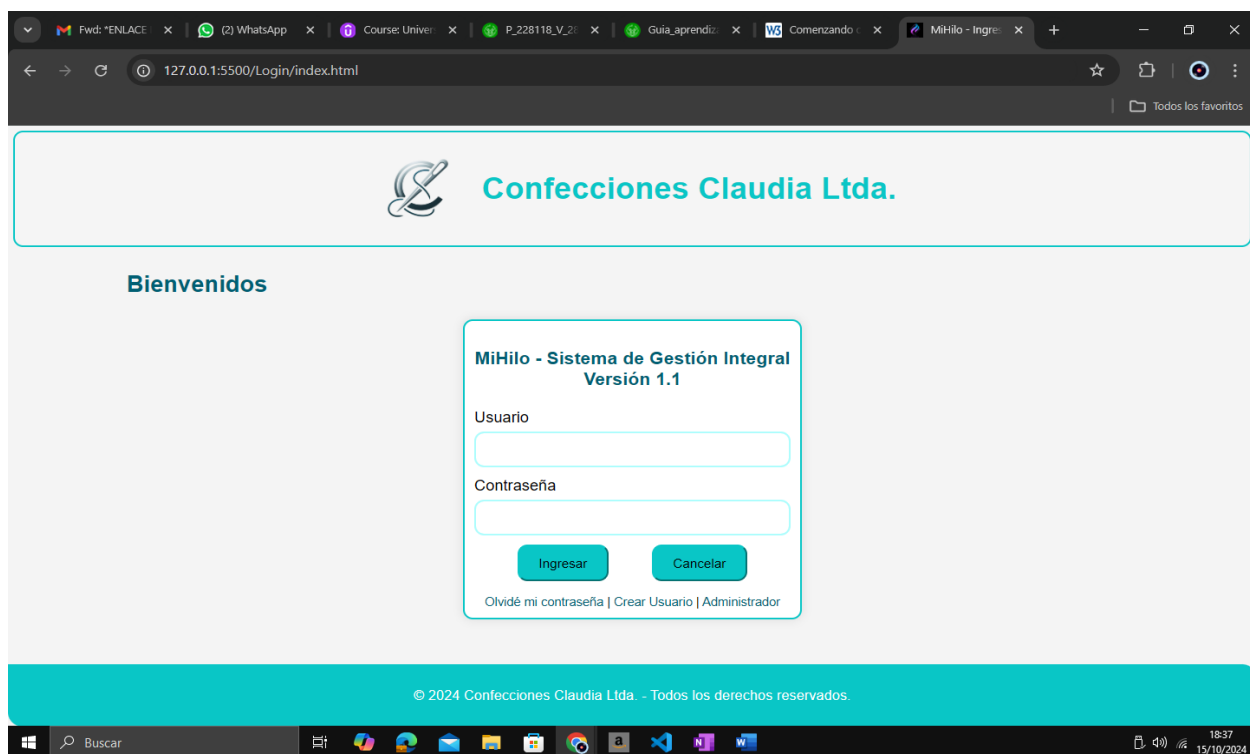 Fwd: *ENLACE (2) WhatsApp Course: Univer P_228118_V_2 Guia_aprendiz W3 Comenzando MiHilo - Ingres
127.0.0.1:5500/Login/index.html
Todos los favoritos
Confecciones Claudia Ltda.
Bienvenidos
MiHilo - Sistema de Gestión Integral
Versión 1.1
Usuario
Contraseña
Ingresar Cancelar
Olvidé mi contraseña | Crear Usuario | Administrador
© 2024 Confecciones Claudia Ltda. - Todos los derechos reservados.
Buscar
18:37
15/10/2024